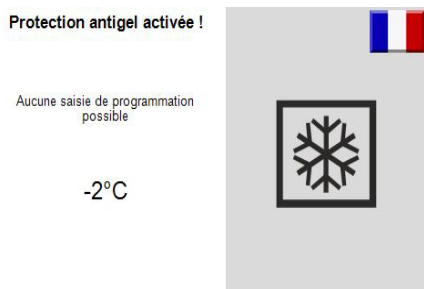 Protection antigel activée !
Aucune saisie de programmation
possible
-2°C